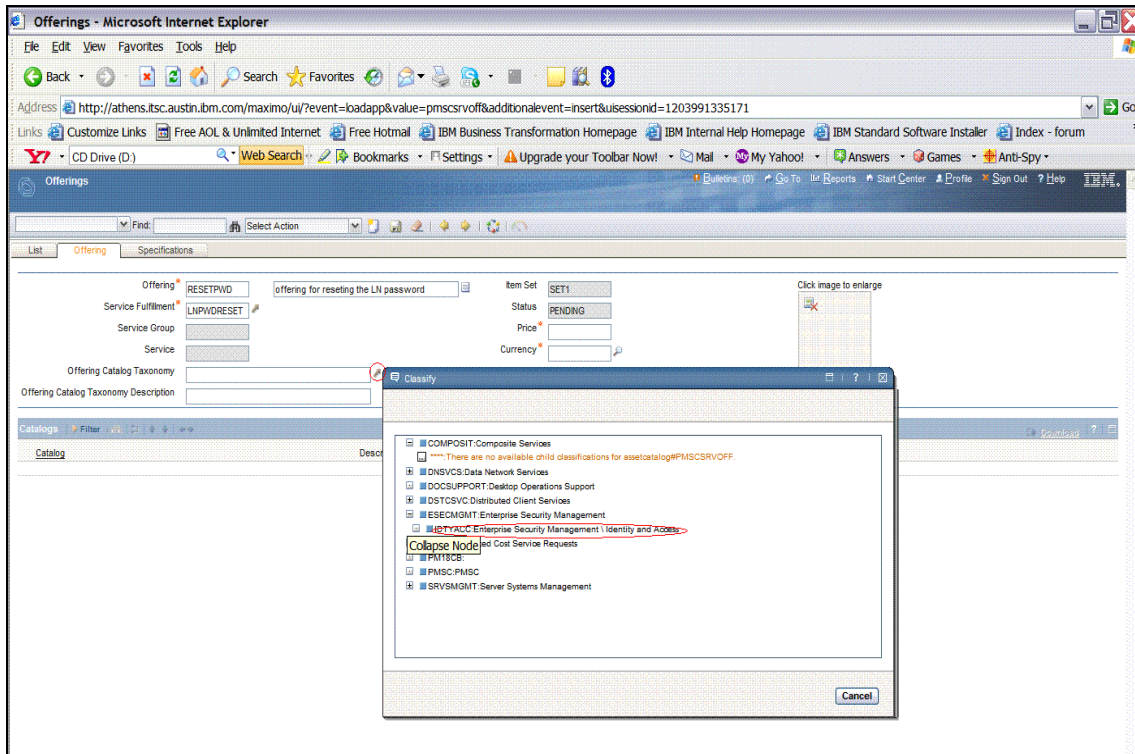 Offerings - Microsoft Internet Explorer
File Edit View Favorites Tools Help
Back Search Favorites
Address http://athens.itsc.austin.ibm.com/maximo/ui/?event=loadapp&value=pmscsrvoff&additionalevent=insert&uisessionid=1203991335171 Go
Links Customize Links Free AOL & Unlimited Internet Free Hotmail IBM Business Transformation Homepage IBM Internal Help Homepage IBM Standard Software Installer Index - forum
Y! CD Drive (D:) Web Search Bookmarks Settings Upgrade your Toolbar Now! Mail My Yahoo! Answers Games Anti-Spy
Offerings Bulletins: (0) Go To Reports Start Center Profile Sign Out ? Help IBM.
Find: Select Action
List Offering Specifications
Offering* RESETPWD offering for reseting the LN password Item Set SET1 Click image to enlarge
Service Fulfillment* LNPWDRESET Status PENDING
Service Group Price*
Service Currency*
Offering Catalog Taxonomy
Offering Catalog Taxonomy Description
Classify ?
Catalogs Filter Download ?
Catalog Descr
COMPOSIT:Composite Services
****:There are no available child classifications for assetcatalog#PMSCSRVOFF.
DNSVCS:Data Network Services
DOCSUPPORT:Desktop Operations Support
DSTCSVC:Distributed Client Services
ESECMGMT:Enterprise Security Management
IDTYACC:Enterprise Security Management \ Identity and Access
Collapse Node ed Cost Service Requests
PM18CB:
PMSC:PMSC
SRVSMGMT:Server Systems Management
Cancel